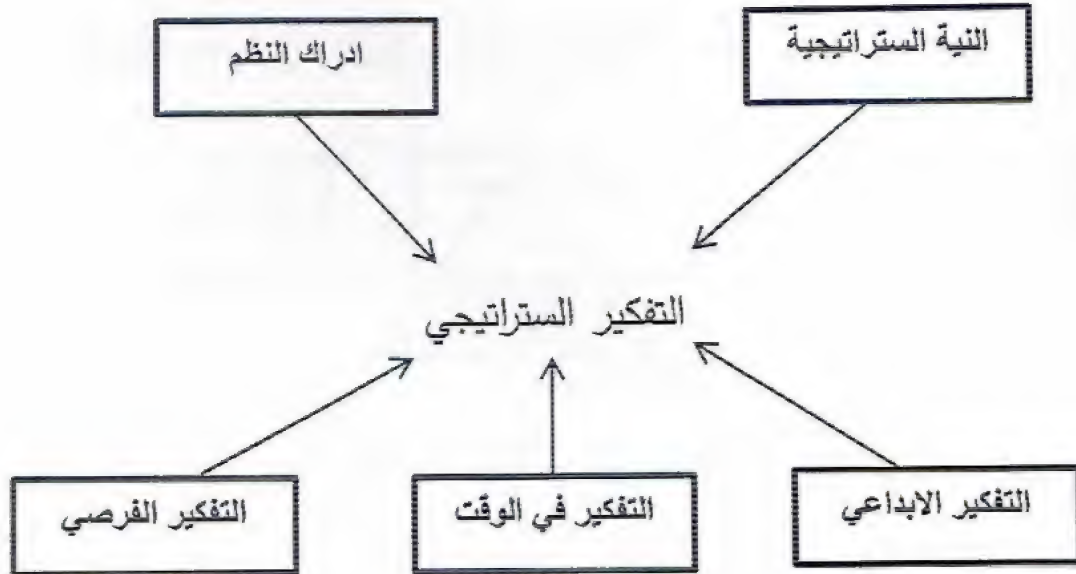 النية الستراتيجية
ادراك النظم
التفكير الستراتيجي
التفكير الابداعي
التفكير في الوقت
التفكير الفرصي